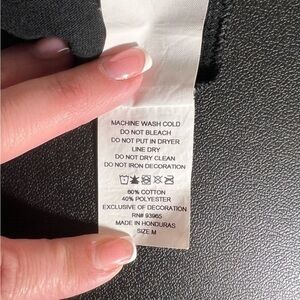 MACHINE WASH COLD
DO NOT BLEACH
DO NOT PUT IN DRYER
LINE DRY
DO NOT DRY CLEAN
DO NOT IRON DECORATION
60% COTTON
40% POLYESTER
EXCLUSIVE OF DECORATION
RN# 93965
MADE IN HONDURAS
SIZE M